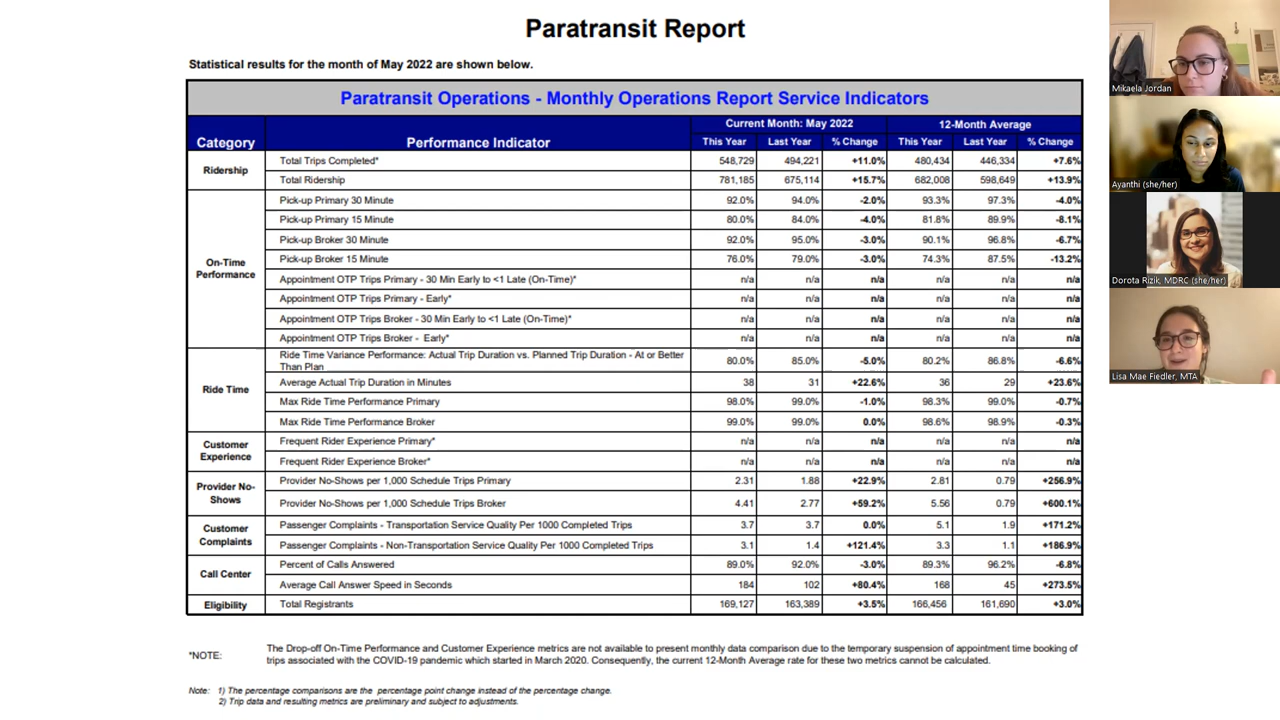 Paratransit Report
Statistical results for the month of May 2022 are shown below.
Paratransit Operations - Monthly Operations Report Service Indicators
Category Performance Indicator Current Month: May 2022 12-Month Average
This Year Last Year % Change This Year Last Year % Change
Ridership
Total Trips Completed* 548,729 494,221 +11.0% 480,434 446,334 +7.6%
Total Ridership 781,185 675,114 +15.7% 682,008 598,649 +13.9%
On-Time Performance
Pick-up Primary 30 Minute 92.0% 94.0% -2.0% 93.3% 97.3% -4.0%
Pick-up Primary 15 Minute 80.0% 84.0% -4.0% 81.8% 89.9% -8.1%
Pick-up Broker 30 Minute 92.0% 95.0% -3.0% 90.1% 96.8% -6.7%
Pick-up Broker 15 Minute 76.0% 79.0% -3.0% 74.3% 87.5% -13.2%
Appointment OTP Trips Primary - 30 Min Early to <1 Late (On-Time)* n/a n/a n/a n/a n/a n/a
Appointment OTP Trips Primary - Early* n/a n/a n/a n/a n/a n/a
Appointment OTP Trips Broker - 30 Min Early to <1 Late (On-Time)* n/a n/a n/a n/a n/a n/a
Appointment OTP Trips Broker - Early* n/a n/a n/a n/a n/a n/a
Ride Time
Ride Time Variance Performance: Actual Trip Duration vs. Planned Trip Duration - At or Better
Than Plan 80.0% 85.0% -5.0% 80.2% 86.8% -6.6%
Average Actual Trip Duration in Minutes 38 31 +22.6% 36 29 +23.6%
Max Ride Time Performance Primary 98.0% 99.0% -1.0% 98.3% 99.0% -0.7%
Max Ride Time Performance Broker 99.0% 99.0% 0.0% 98.6% 98.9% -0.3%
Customer Experience
Frequent Rider Experience Primary* n/a n/a n/a n/a n/a n/a
Frequent Rider Experience Broker* n/a n/a n/a n/a n/a n/a
Provider No-Shows
Provider No-Shows per 1,000 Schedule Trips Primary 2.31 1.88 +22.9% 2.81 0.79 +256.9%
Provider No-Shows per 1,000 Schedule Trips Broker 4.41 2.77 +59.2% 5.56 0.79 +600.1%
Customer Complaints
Passenger Complaints - Transportation Service Quality Per 1000 Completed Trips 3.7 3.7 0.0% 5.1 1.9 +171.2%
Passenger Complaints - Non-Transportation Service Quality Per 1000 Completed Trips 3.1 1.4 +121.4% 3.3 1.1 +186.9%
Call Center
Percent of Calls Answered 89.0% 92.0% -3.0% 89.3% 96.2% -6.8%
Average Call Answer Speed in Seconds 184 102 +80.4% 168 45 +273.5%
Eligibility
Total Registrants 169,127 163,389 +3.5% 166,456 161,690 +3.0%
*NOTE: The Drop-off On-Time Performance and Customer Experience metrics are not available to present monthly data comparison due to the temporary suspension of appointment time booking of
trips associated with the COVID-19 pandemic which started in March 2020. Consequently, the current 12-Month Average rate for these two metrics cannot be calculated.
Note: 1) The percentage comparisons are the percentage point change instead of the percentage change.
2) Trip data and resulting metrics are preliminary and subject to adjustments.
Mikaela Jordan
Ayanthi (she/her)
Dorota Rizik, MDRC (she/her)
Lisa Mae Fiedler, MTA